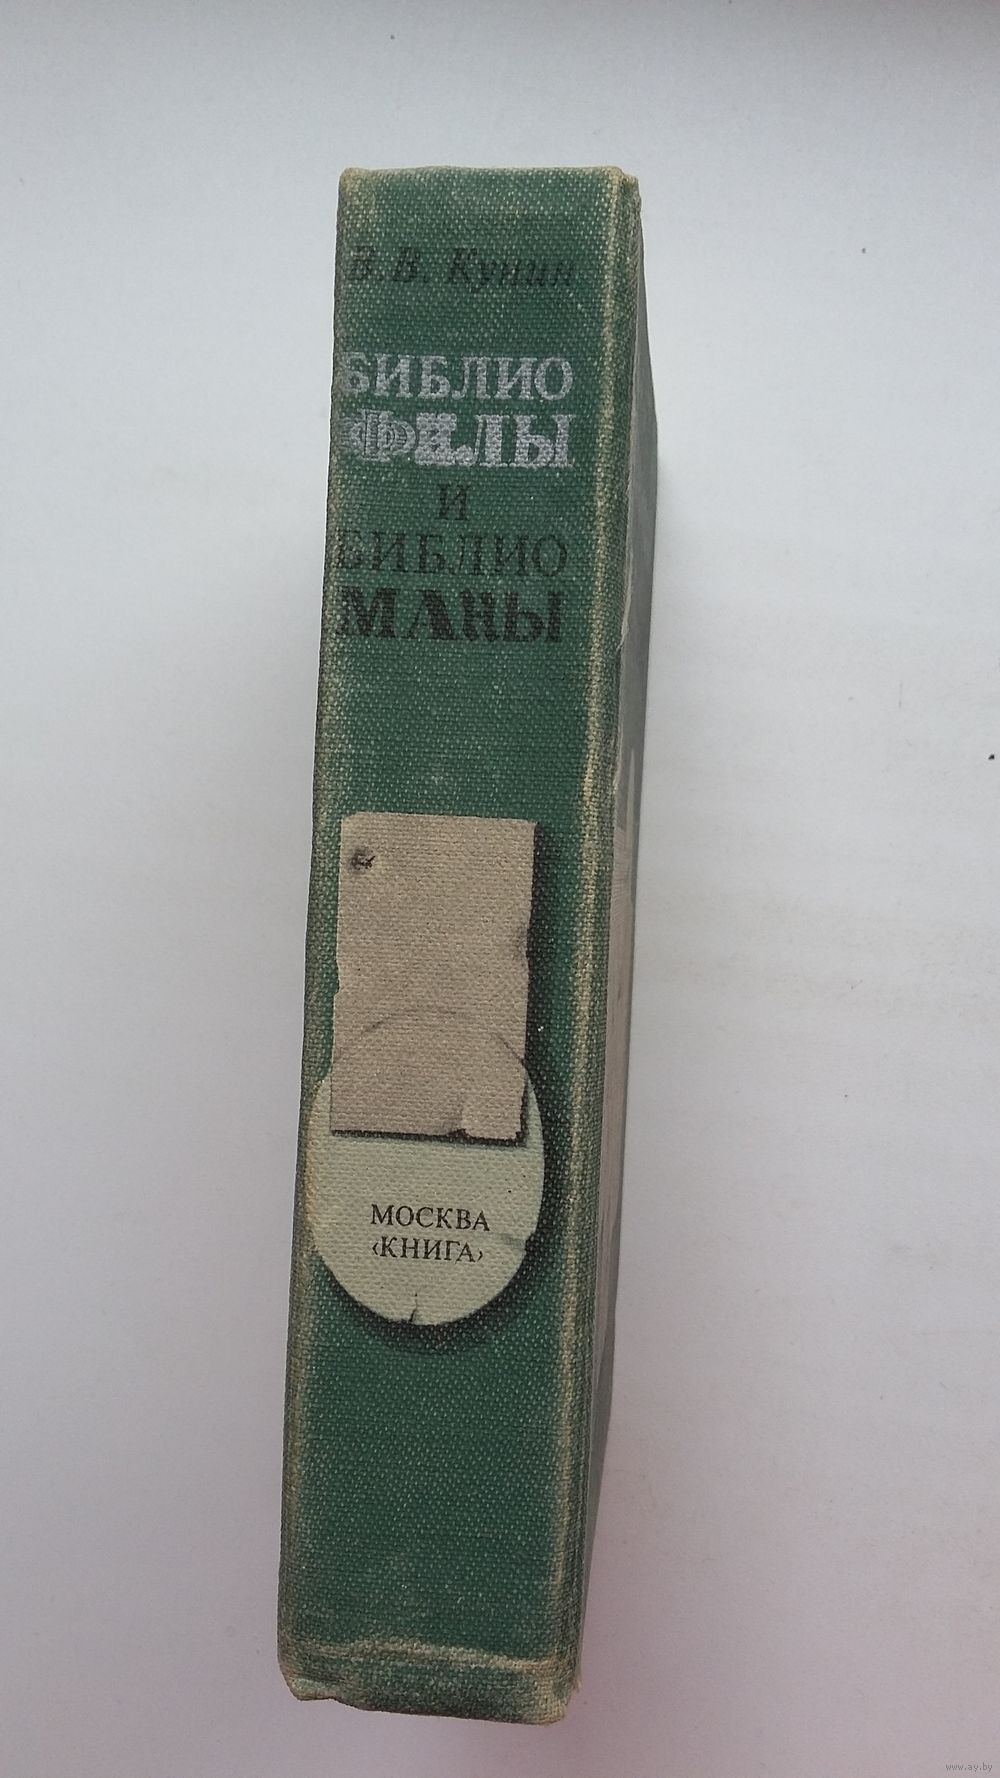 В.В. Кунин
БИБЛИО
ФИЛЫ
И
БИБЛИО
МАНЫ
МОСКВА
‹КНИГА›
www.ay.by